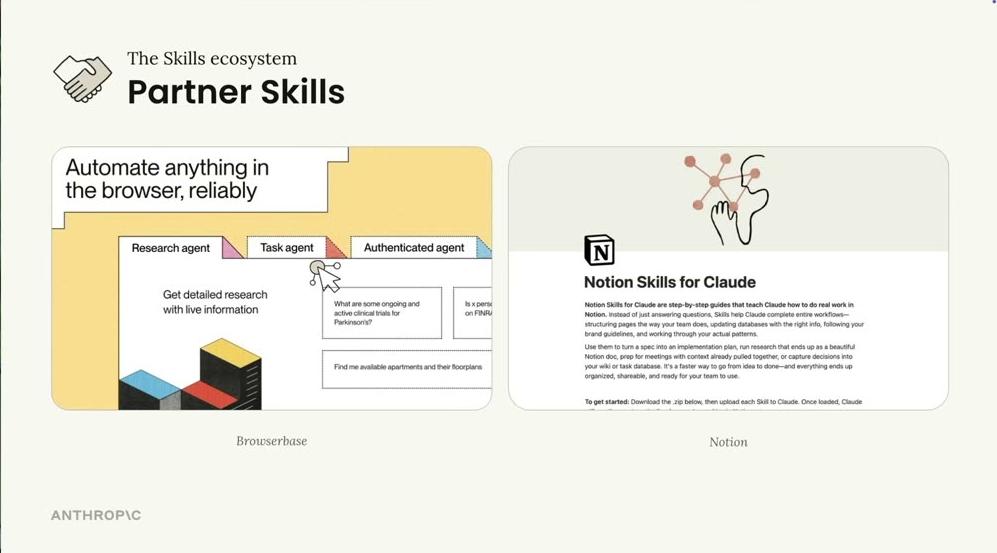 The Skills ecosystem
Partner Skills
Automate anything in
the browser, reliably
Research agent
Task agent
Authenticated agent
Get detailed research
with live information
What are some ongoing and
active clinical trials for
Parkinson's?
Is x pers
on FINRA
Find me available apartments and their floorplans
Browserbase
N
Notion Skills for Claude
Notion Skills for Claude are step-by-step guides that teach Claude how to do real work in
Notion. Instead of just answering questions, Skills help Claude complete entire workflows—
structuring pages the way your team does, updating databases with the right info, following your
brand guidelines, and working through your actual patterns.
Use them to turn a spec into an implementation plan, run research that ends up as a beautiful
Notion doc, prep for meetings with context already pulled together, or capture decisions into
your wiki or task database. It's a faster way to go from idea to done—and everything ends up
organized, shareable, and ready for your team to use.
To get started: Download the .zip below, then upload each Skill to Claude. Once loaded, Claude
Notion
ANTHROP\C